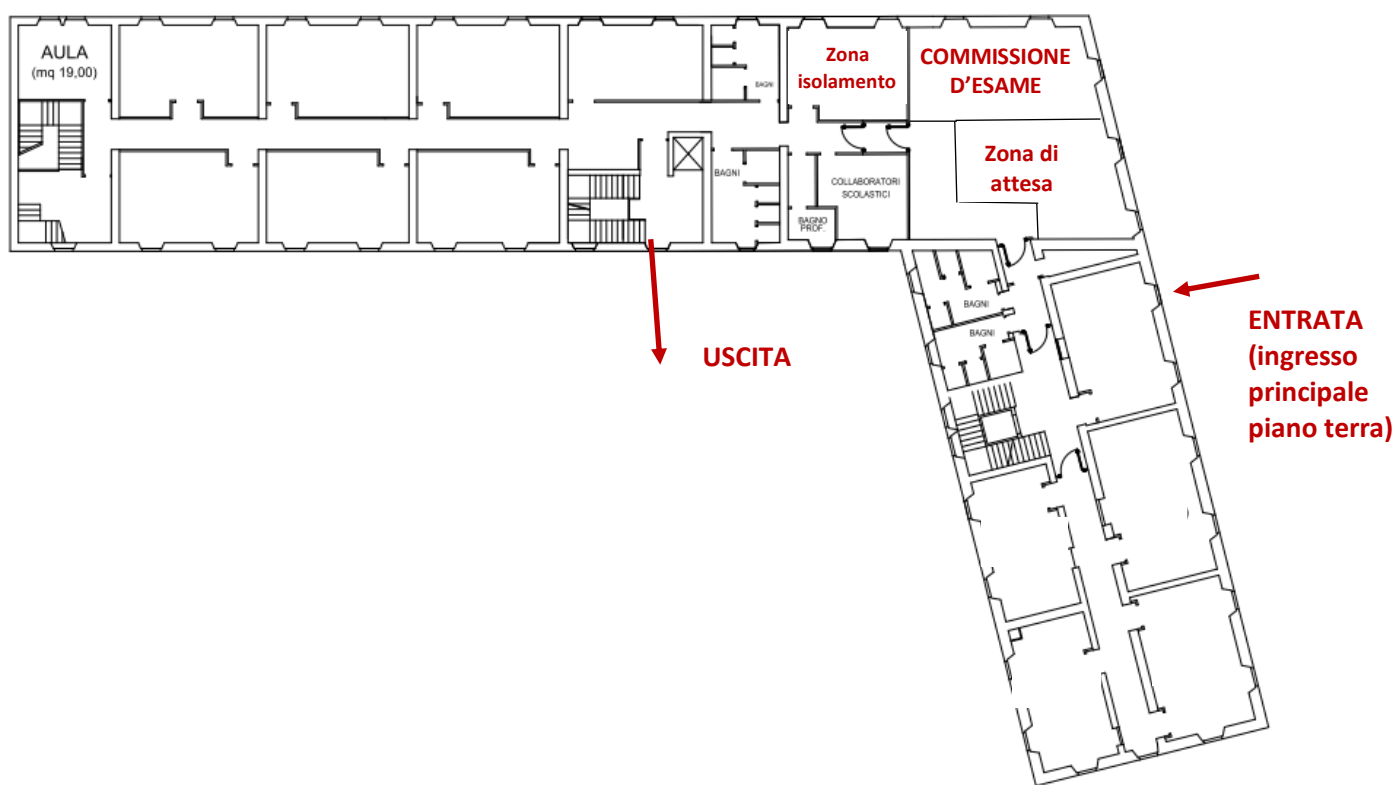 AULA
(mq 19,00)
BAGNI
Zona
isolamento
COMMISSIONE
D’ESAME
Zona di
attesa
BAGNI
COLLABORATORI
SCOLASTICI
BAGNO
PROF.
BAGNI
BAGNI
USCITA
ENTRATA
(ingresso
principale
piano terra)